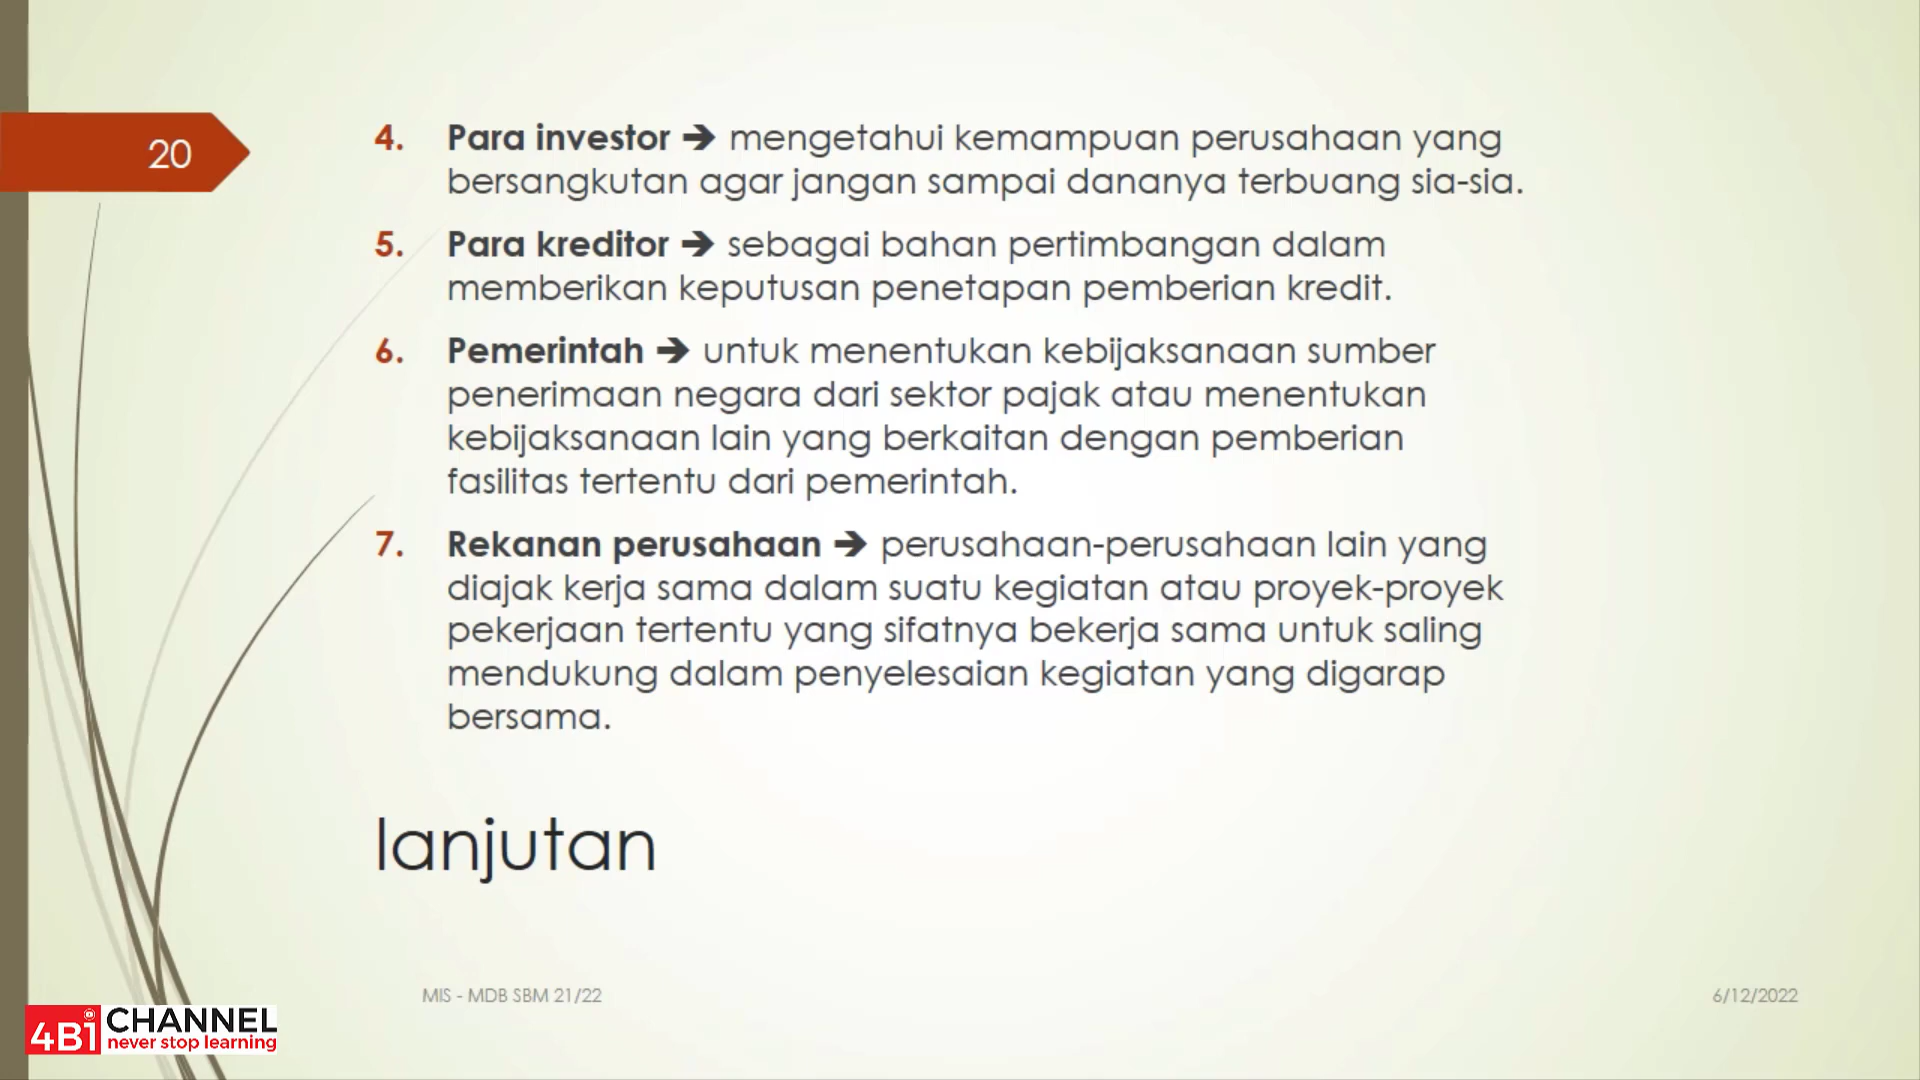 20
4. Para investor ➔ mengetahui kemampuan perusahaan yang
bersangkutan agar jangan sampai dananya terbuang sia-sia.
5. Para kreditor ➔ sebagai bahan pertimbangan dalam
memberikan keputusan penetapan pemberian kredit.
6. Pemerintah ➔ untuk menentukan kebijaksanaan sumber
penerimaan negara dari sektor pajak atau menentukan
kebijaksanaan lain yang berkaitan dengan pemberian
fasilitas tertentu dari pemerintah.
7. Rekanan perusahaan ➔ perusahaan-perusahaan lain yang
diajak kerja sama dalam suatu kegiatan atau proyek-proyek
pekerjaan tertentu yang sifatnya bekerja sama untuk saling
mendukung dalam penyelesaian kegiatan yang digarap
bersama.
lanjutan
MIS - MDB SBM 21/22
6/12/2022
4Bi CHANNEL
never stop learning